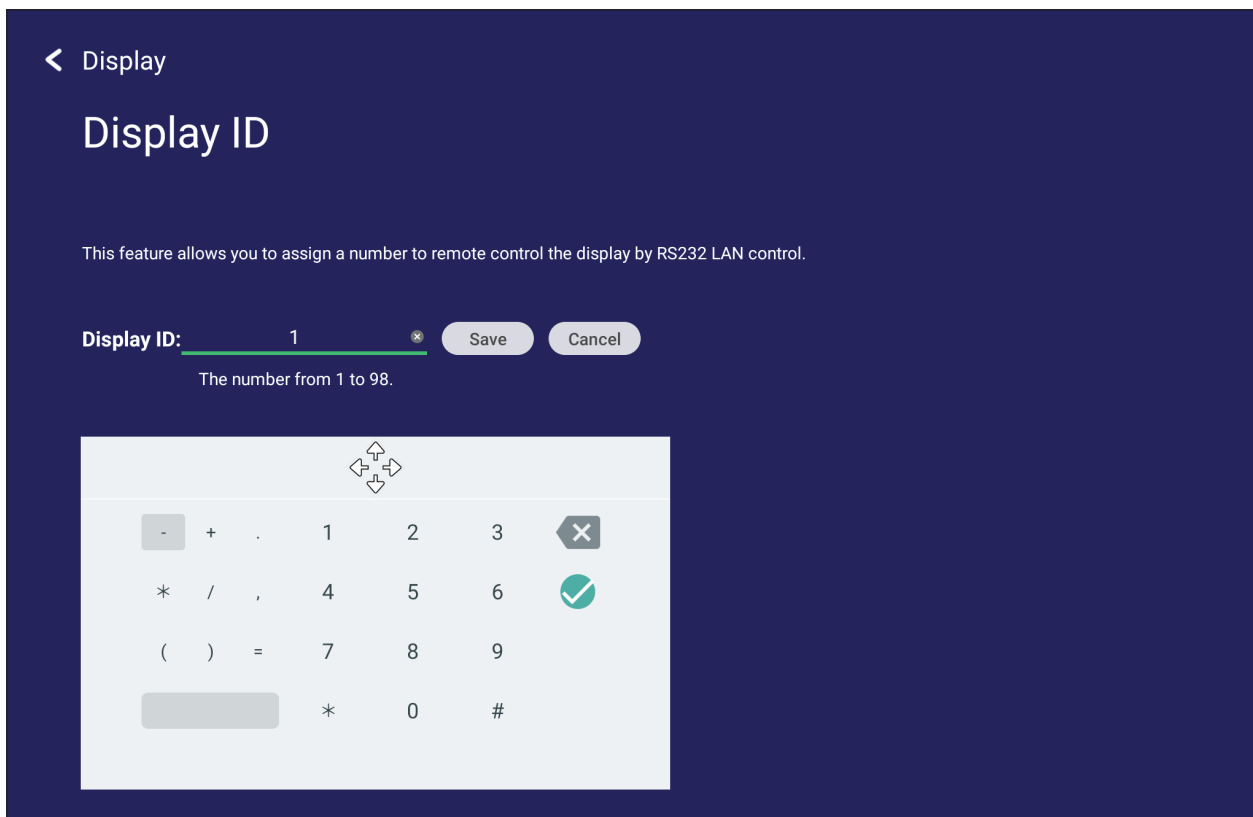 Display
Display ID
This feature allows you to assign a number to remote control the display by RS232 LAN control.
Display ID: 1 Save Cancel
The number from 1 to 98.
- + . 1 2 3
* / , 4 5 6
( ) = 7 8 9
* 0 #